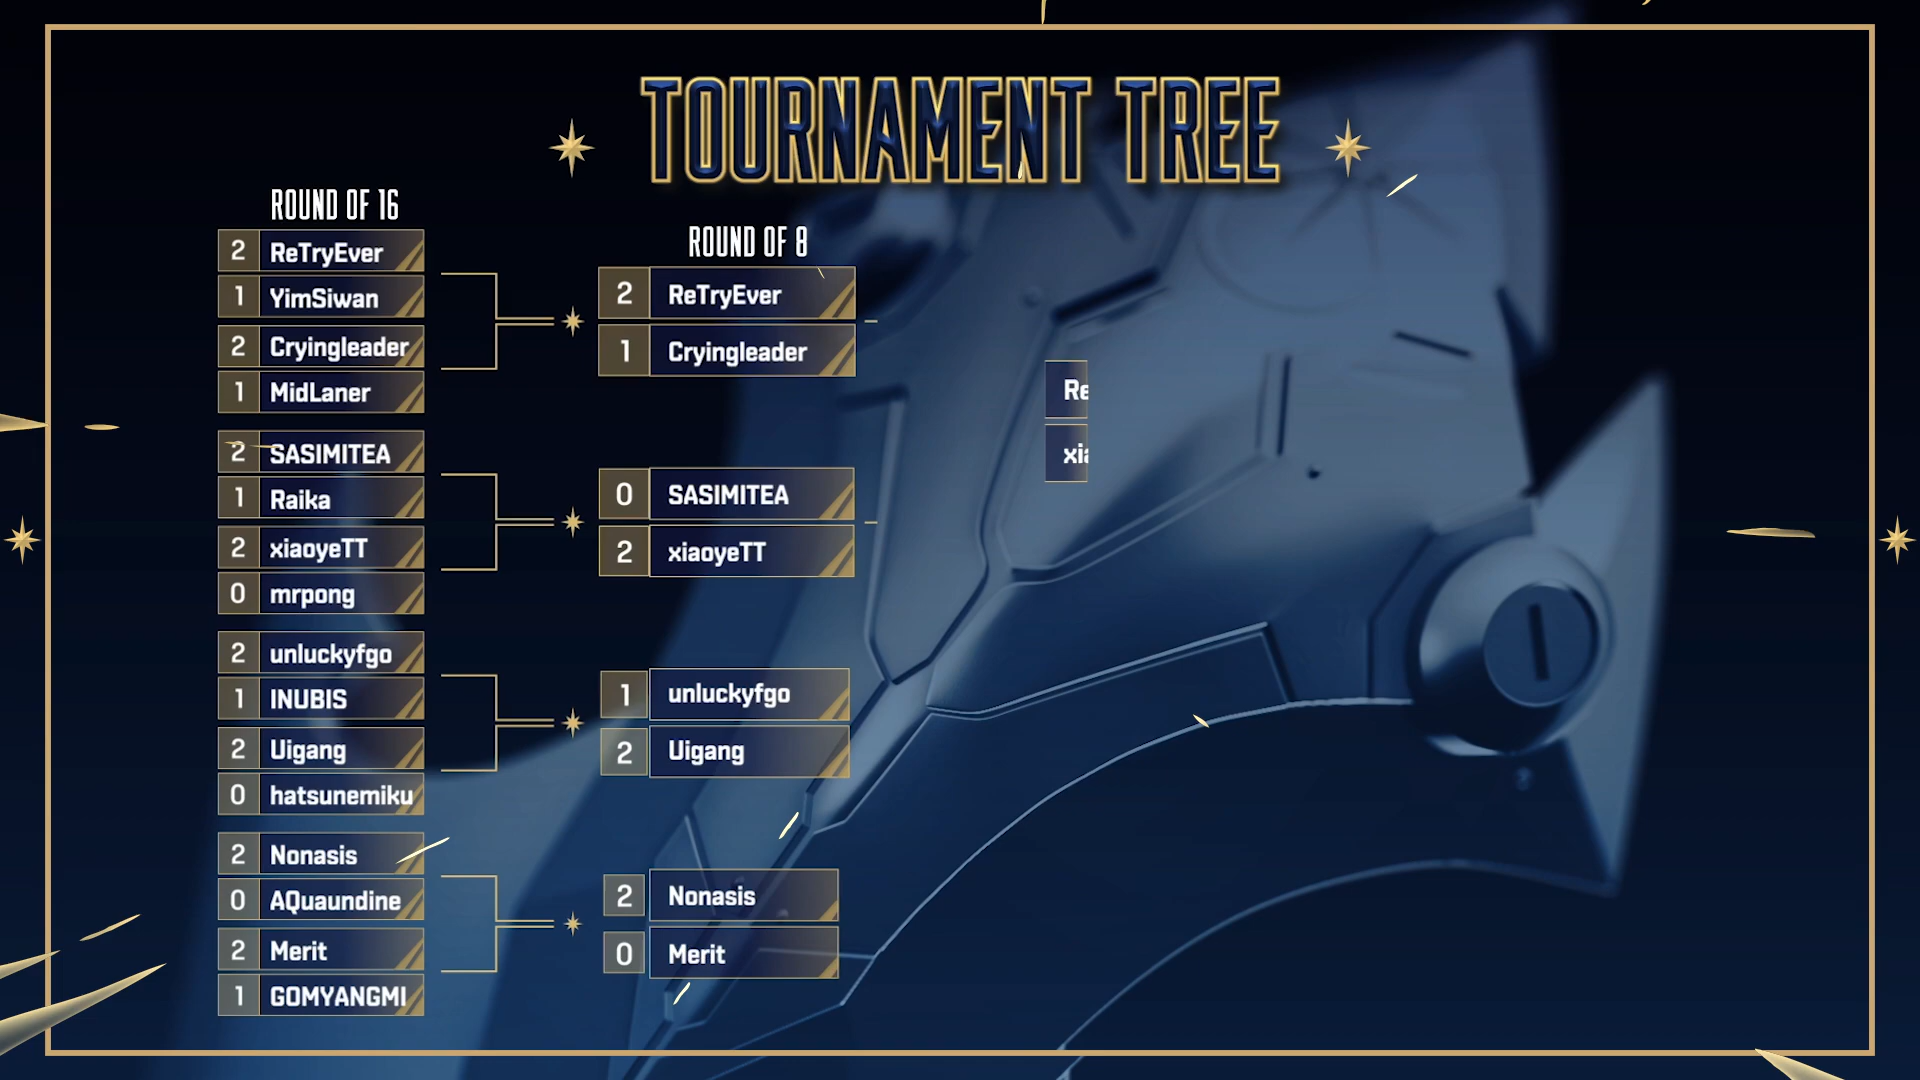 TOURNAMENT TREE
ROUND OF 16
2 ReTryEver
1 YimSiwan
2 Cryingleader
1 MidLaner
2 SASIMITEA
1 Raika
2 xiaoyeTT
0 mrpong
2 unluckyfgo
1 INUBIS
2 Uigang
0 hatsunemiku
2 Nonasis
0 AQuaundine
2 Merit
1 GOMYANGMI
ROUND OF 8
2 ReTryEver
1 Cryingleader
0 SASIMITEA
2 xiaoyeTT
1 unluckyfgo
2 Uigang
2 Nonasis
0 Merit